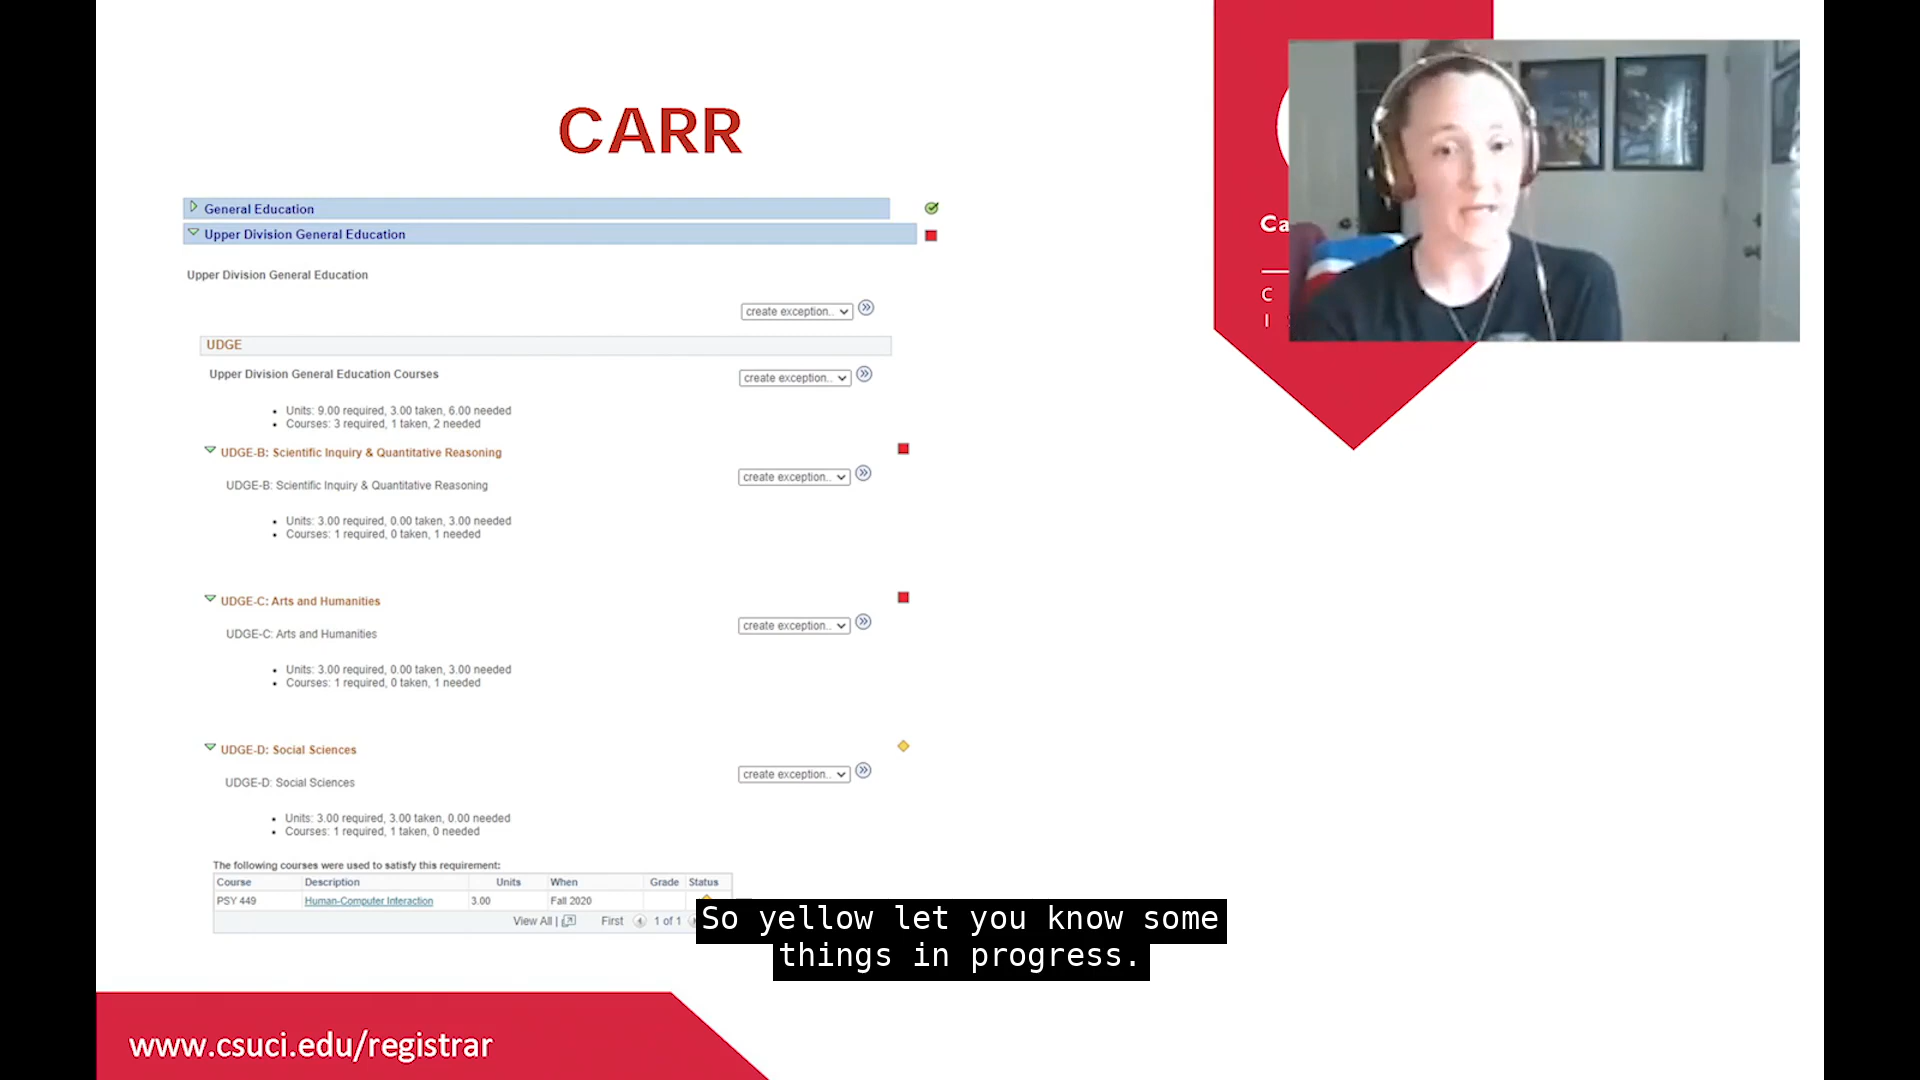 CARR
General Education
Upper Division General Education
Upper Division General Education
create exception..
UDGE
Upper Division General Education Courses
create exception..
Units: 9.00 required, 3.00 taken, 6.00 needed
Courses: 3 required, 1 taken, 2 needed
UDGE-B: Scientific Inquiry & Quantitative Reasoning
create exception..
UDGE-B: Scientific Inquiry & Quantitative Reasoning
Units: 3.00 required, 0.00 taken, 3.00 needed
Courses: 1 required, 0 taken, 1 needed
UDGE-C: Arts and Humanities
create exception..
UDGE-C: Arts and Humanities
Units: 3.00 required, 0.00 taken, 3.00 needed
Courses: 1 required, 0 taken, 1 needed
UDGE-D: Social Sciences
create exception..
UDGE-D: Social Sciences
Units: 3.00 required, 3.00 taken, 0.00 needed
Courses: 1 required, 1 taken, 0 needed
The following courses were used to satisfy this requirement:
Course Description Units When Grade Status
PSY 449 Human-Computer Interaction 3.00 Fall 2020
View All | First 1 of 1
Ca
C
I
So yellow let you know some
things in progress.
www.csuci.edu/registrar